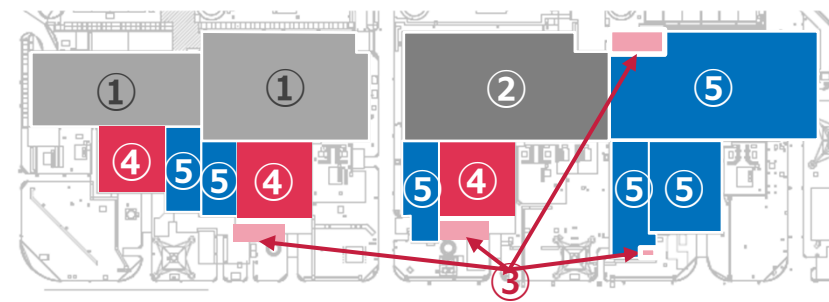 ① ① ② ⑤
④ ⑤ ⑤ ④ ⑤ ④ ⑤ ⑤
③